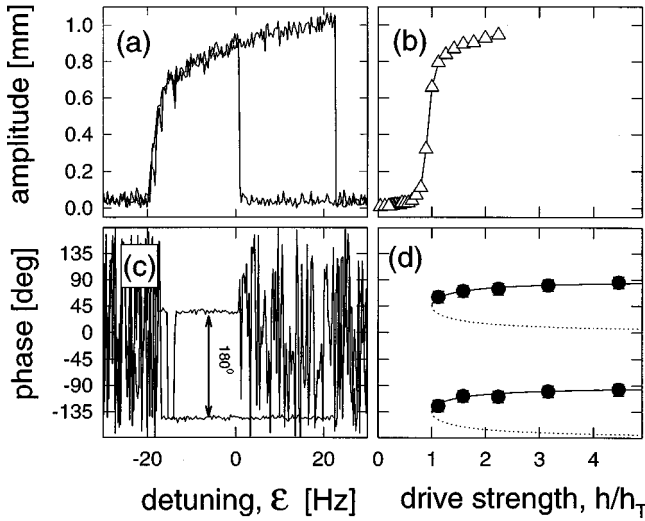 amplitude [mm]
1.0
0.8
0.6
0.4
0.2
0.0
(a)
(b)
phase [deg]
135
90
45
0
-45
-90
-135
(c)
180°
(d)
-20 0 20
0 1 2 3 4
detuning, ε [Hz]
drive strength, h/h_T